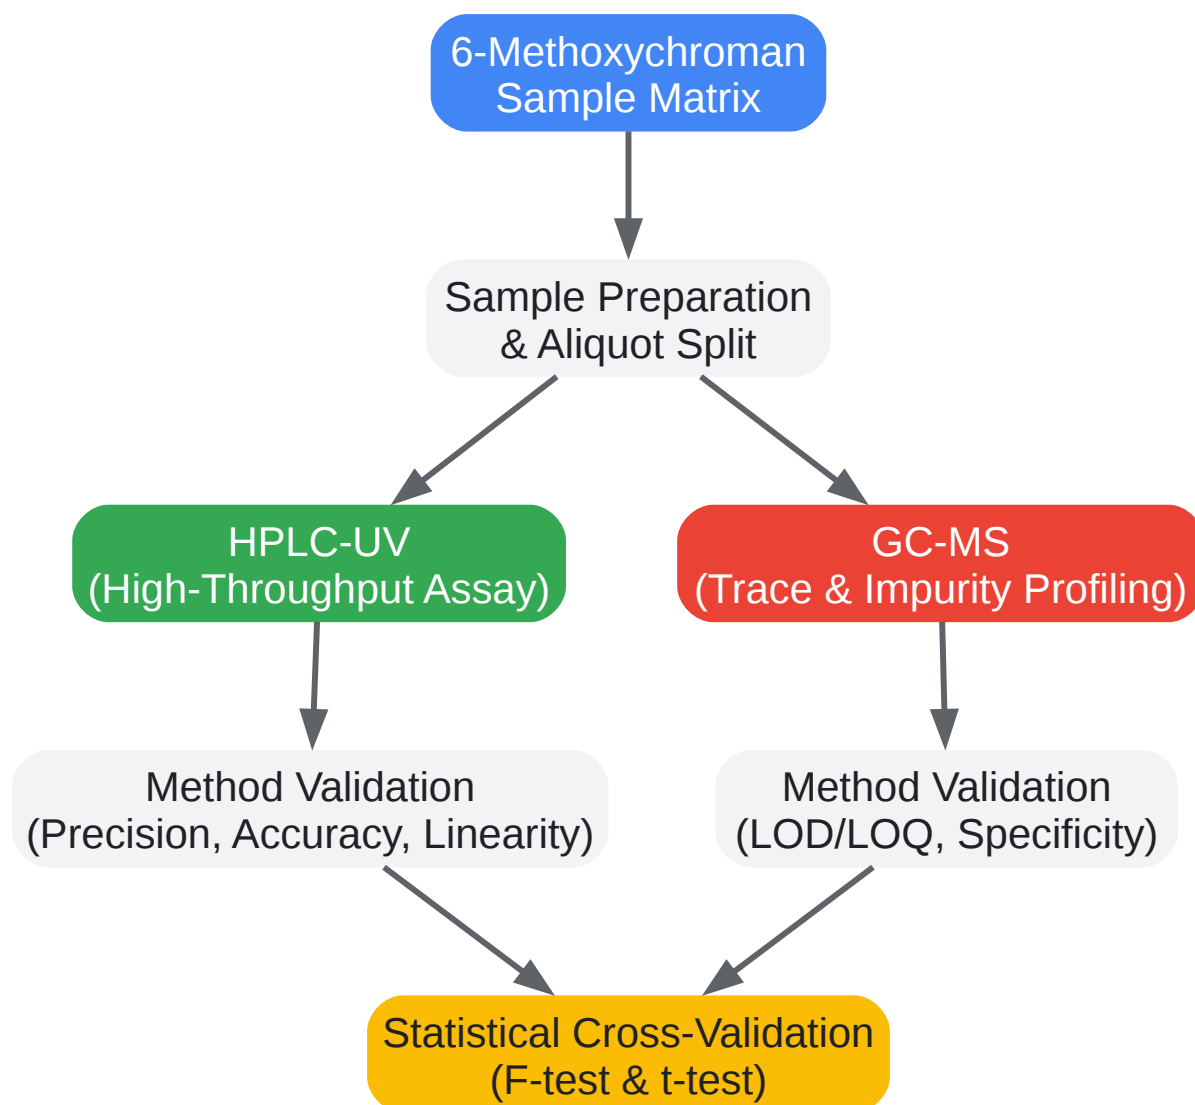 6-Methoxychroman
Sample Matrix
Sample Preparation
& Aliquot Split
HPLC-UV
(High-Throughput Assay)
GC-MS
(Trace & Impurity Profiling)
Method Validation
(Precision, Accuracy, Linearity)
Method Validation
(LOD/LOQ, Specificity)
Statistical Cross-Validation
(F-test & t-test)